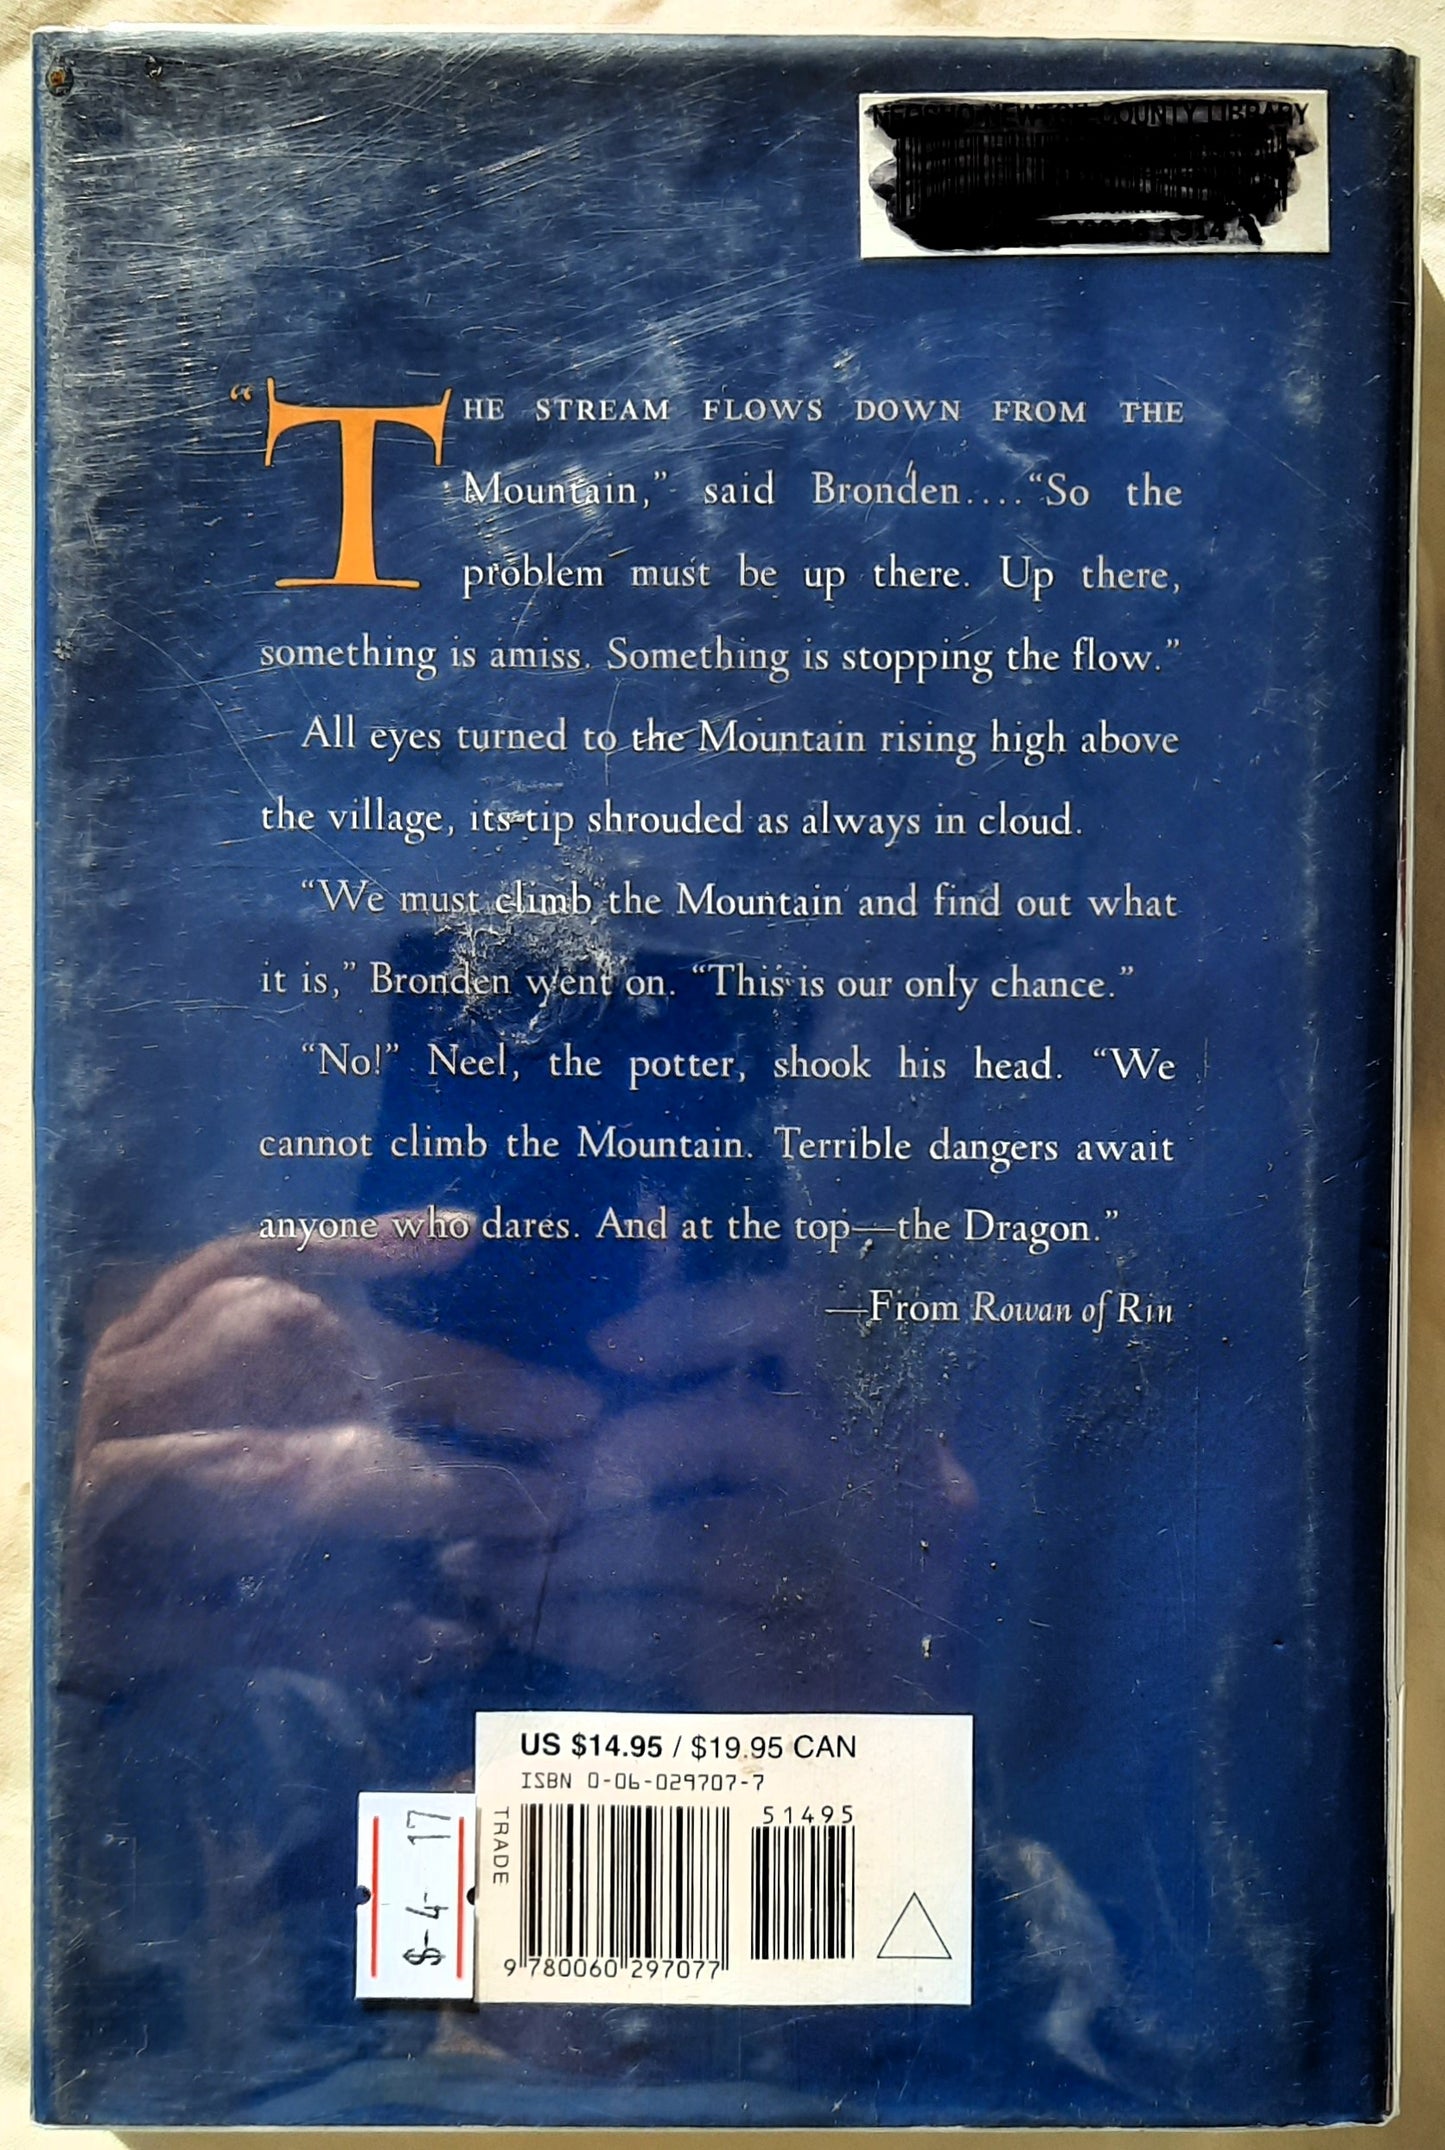 COUNTY LIBRARY
“THE STREAM FLOWS DOWN FROM THE
Mountain,” said Bronden....“So the
problem must be up there. Up there,
something is amiss. Something is stopping the flow.”
All eyes turned to the Mountain rising high above
the village, its tip shrouded as always in cloud.
“We must climb the Mountain and find out what
it is,” Bronden went on. “This is our only chance.”
“No!” Neel, the potter, shook his head. “We
cannot climb the Mountain. Terrible dangers await
anyone who dares. And at the top—the Dragon.”
—From Rowan of Rin
US $14.95 / $19.95 CAN
ISBN 0-06-029707-7
TRADE
51495
9 780060 297077
$-4-17